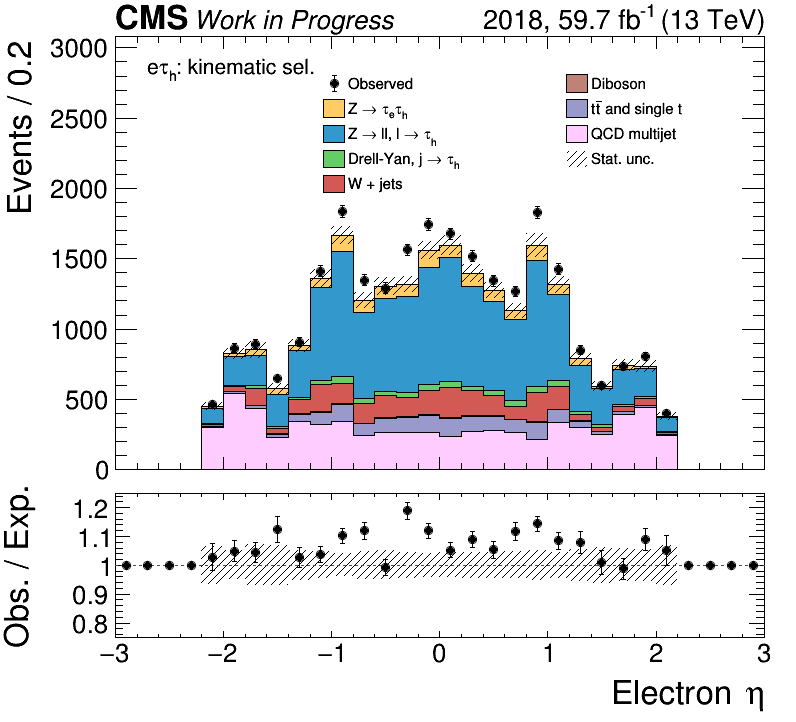 CMS Work in Progress 2018, 59.7 fb⁻¹ (13 TeV)
Events / 0.2
3000
2500
2000
1500
1000
500
0
eτₕ: kinematic sel.
Observed
Z → τₑτₕ
Z → ll, l → τₕ
Drell-Yan, j → τₕ
W + jets
Diboson
tt̄ and single t
QCD multijet
Stat. unc.
Obs. / Exp.
1.2
1.1
1
0.9
0.8
−3 −2 −1 0 1 2 3
Electron η